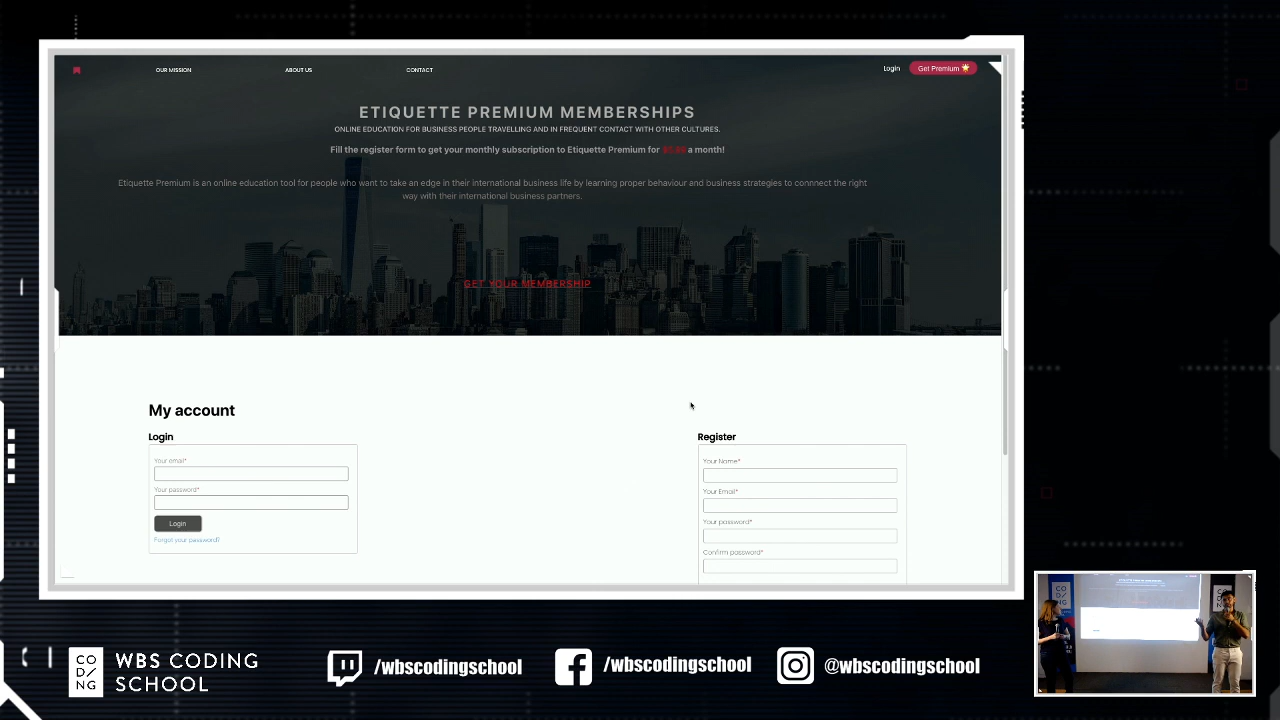 OUR MISSION
ABOUT US
CONTACT
Login
Get Premium
ETIQUETTE PREMIUM MEMBERSHIPS
ONLINE EDUCATION FOR BUSINESS PEOPLE TRAVELLING AND IN FREQUENT CONTACT WITH OTHER CULTURES.
Fill the register form to get your monthly subscription to Etiquette Premium for a month!
Etiquette Premium is an online education tool for people who want to take an edge in their international business life by learning proper behaviour and business strategies to connnect the right
way with their international business partners.
GET YOUR MEMBERSHIP
My account
Login
Your email*
Your password*
Login
Forgot your password?
Register
Your Name*
Your Email*
Your password*
Confirm password*
CO
D/
NG
WBS CODING
SCHOOL
/wbscodingschool
/wbscodingschool
@wbscodingschool